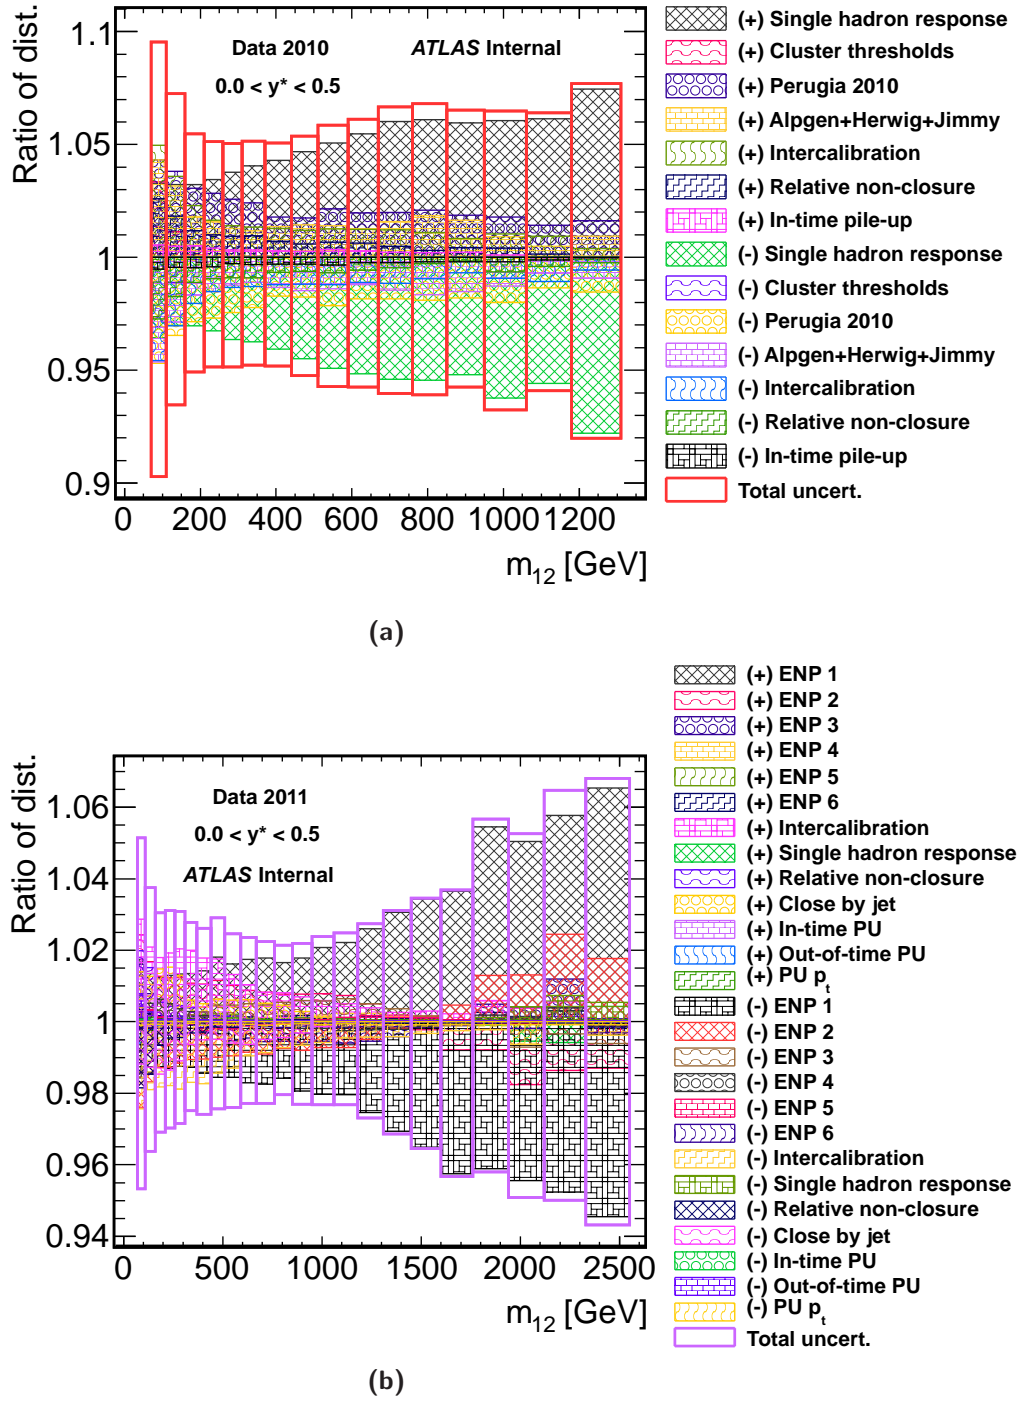 Ratio of dist.
1.1
1.05
1
0.95
0.9
Data 2010
ATLAS Internal
0.0 < y* < 0.5
0 200 400 600 800 1000 1200
m12 [GeV]
(+) Single hadron response
(+) Cluster thresholds
(+) Perugia 2010
(+) Alpgen+Herwig+Jimmy
(+) Intercalibration
(+) Relative non-closure
(+) In-time pile-up
(-) Single hadron response
(-) Cluster thresholds
(-) Perugia 2010
(-) Alpgen+Herwig+Jimmy
(-) Intercalibration
(-) Relative non-closure
(-) In-time pile-up
Total uncert.
(a)
Ratio of dist.
1.06
1.04
1.02
1
0.98
0.96
0.94
Data 2011
0.0 < y* < 0.5
ATLAS Internal
0 500 1000 1500 2000 2500
m12 [GeV]
(+) ENP 1
(+) ENP 2
(+) ENP 3
(+) ENP 4
(+) ENP 5
(+) ENP 6
(+) Intercalibration
(+) Single hadron response
(+) Relative non-closure
(+) Close by jet
(+) In-time PU
(+) Out-of-time PU
(+) PU pt
(-) ENP 1
(-) ENP 2
(-) ENP 3
(-) ENP 4
(-) ENP 5
(-) ENP 6
(-) Intercalibration
(-) Single hadron response
(-) Relative non-closure
(-) Close by jet
(-) In-time PU
(-) Out-of-time PU
(-) PU pt
Total uncert.
(b)